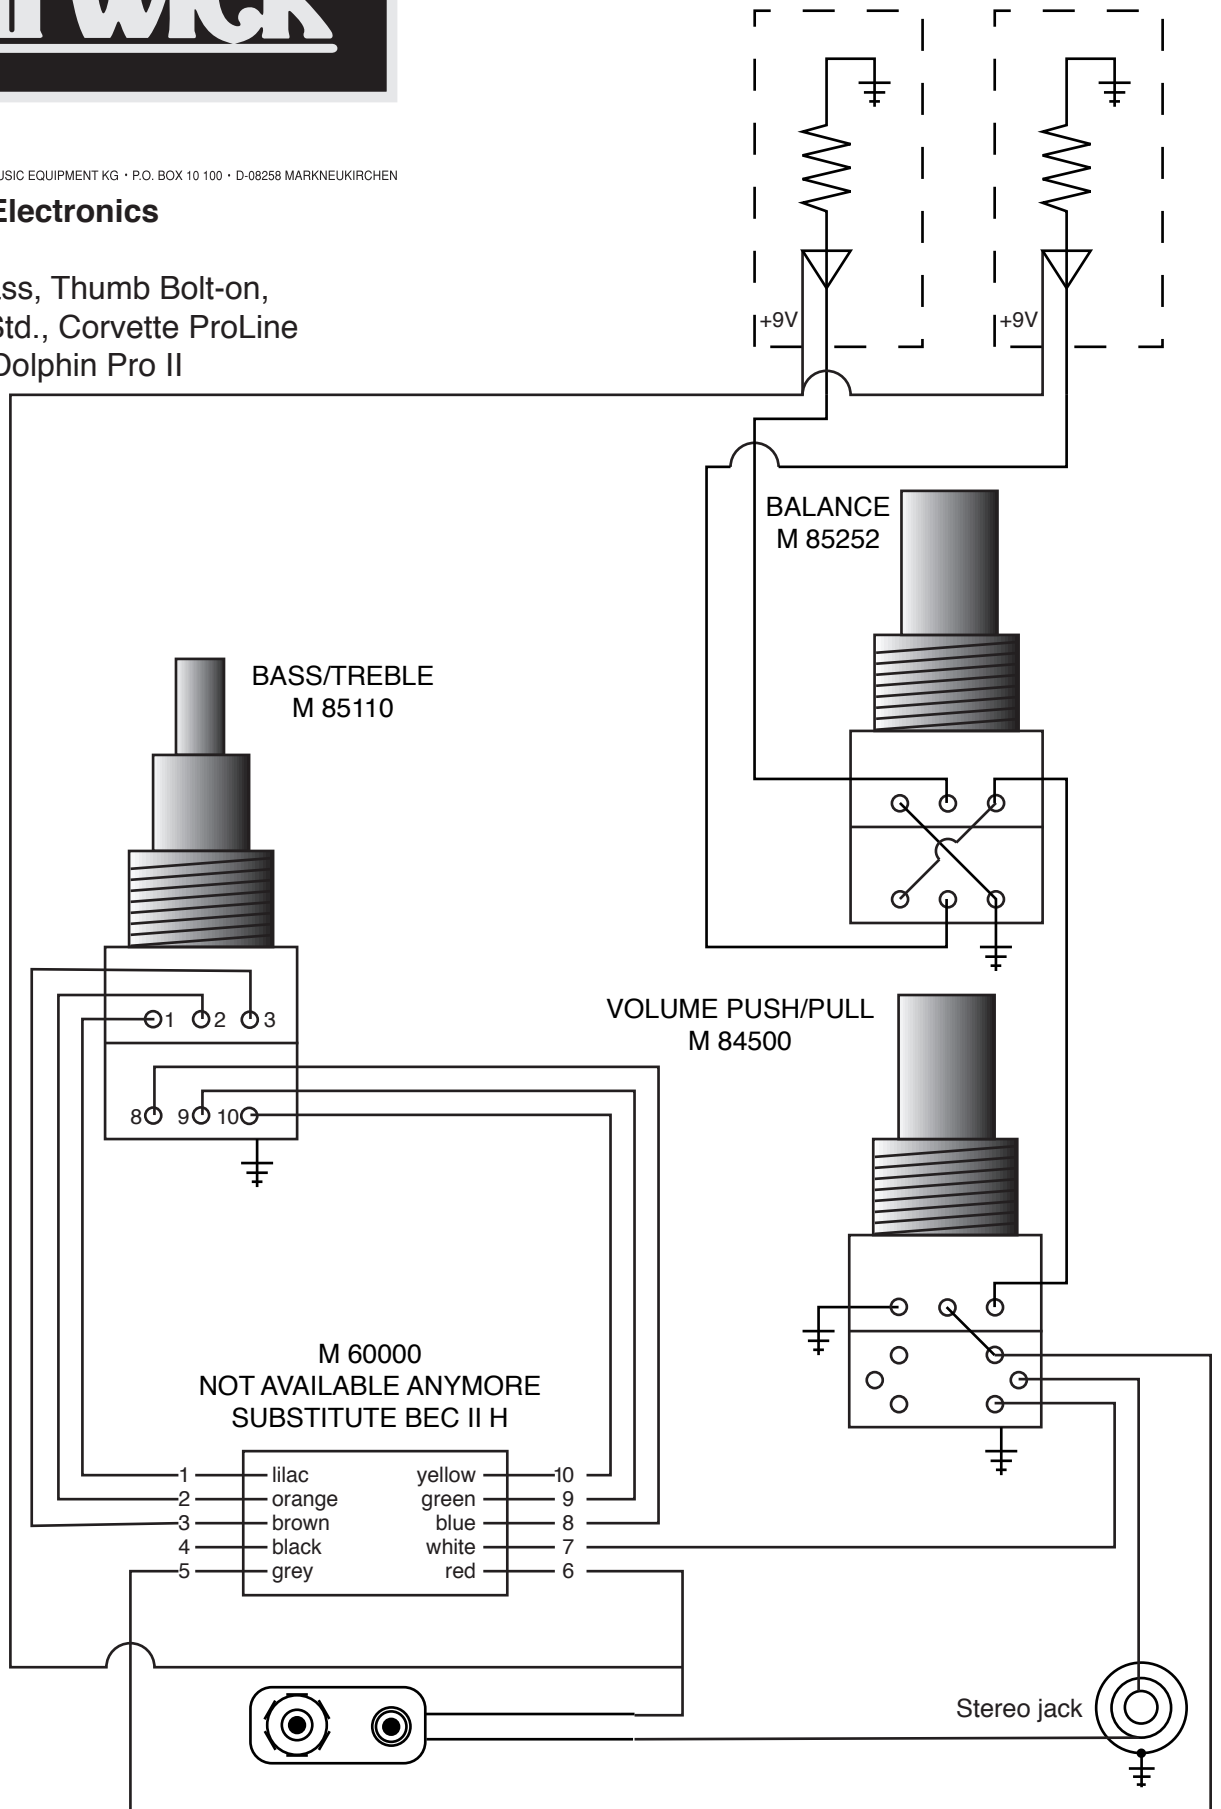 WICK
USIC EQUIPMENT KG • P.O. BOX 10 100 • D-08258 MARKNEUKIRCHEN
Electronics
ss, Thumb Bolt-on,
Std., Corvette ProLine
Dolphin Pro II
+9V
+9V
BALANCE
M 85252
BASS/TREBLE
M 85110
1 2 3
8 9 10
VOLUME PUSH/PULL
M 84500
M 60000
NOT AVAILABLE ANYMORE
SUBSTITUTE BEC II H
1 lilac yellow 10
2 orange green 9
3 brown blue 8
4 black white 7
5 grey red 6
Stereo jack